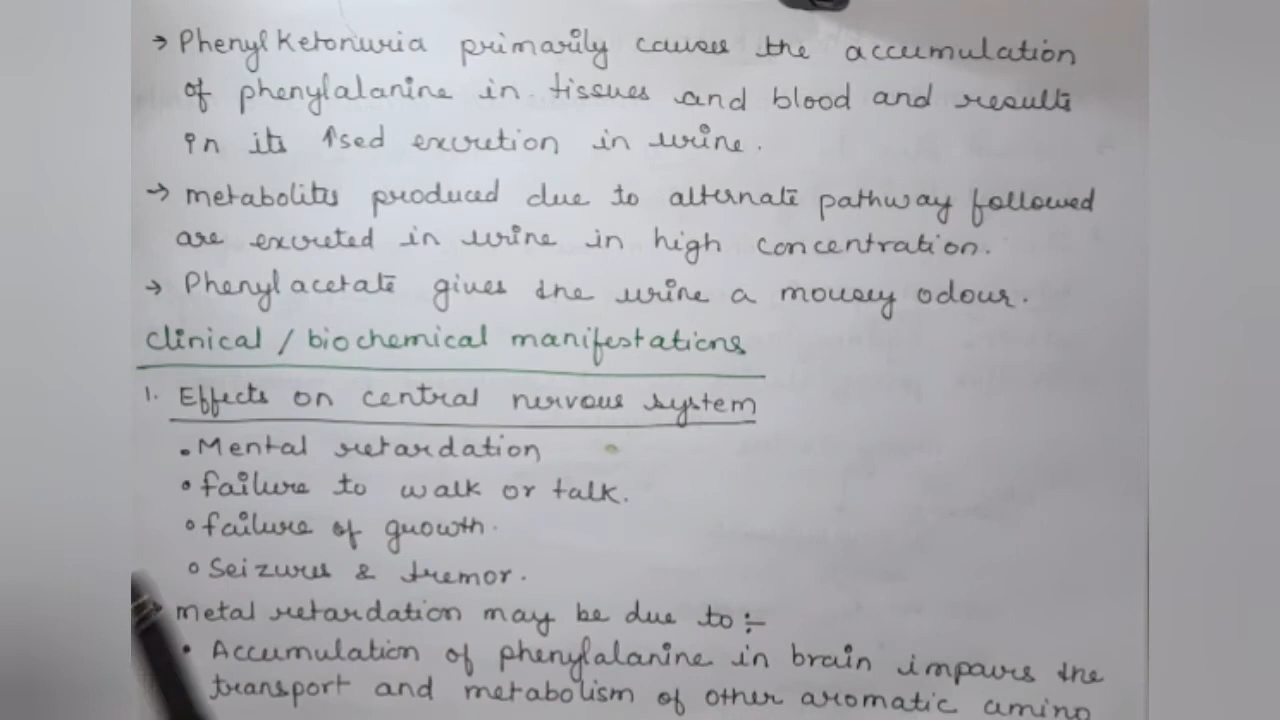 → Phenylketonuria primarily causes the accumulation
of phenylalanine in tissues and blood and results
in its ↑sed excretion in urine.
→ metabolites produced due to alternate pathway followed
are excreted in urine in high concentration.
→ Phenylacetate gives the urine a mousey odour.
clinical / biochemical manifestations
1. Effects on central nervous system
• Mental retardation
• failure to walk or talk.
• failure of growth.
• Seizures & tremor.
→ metal retardation may be due to :-
• Accumulation of phenylalanine in brain impairs the
transport and metabolism of other aromatic amino